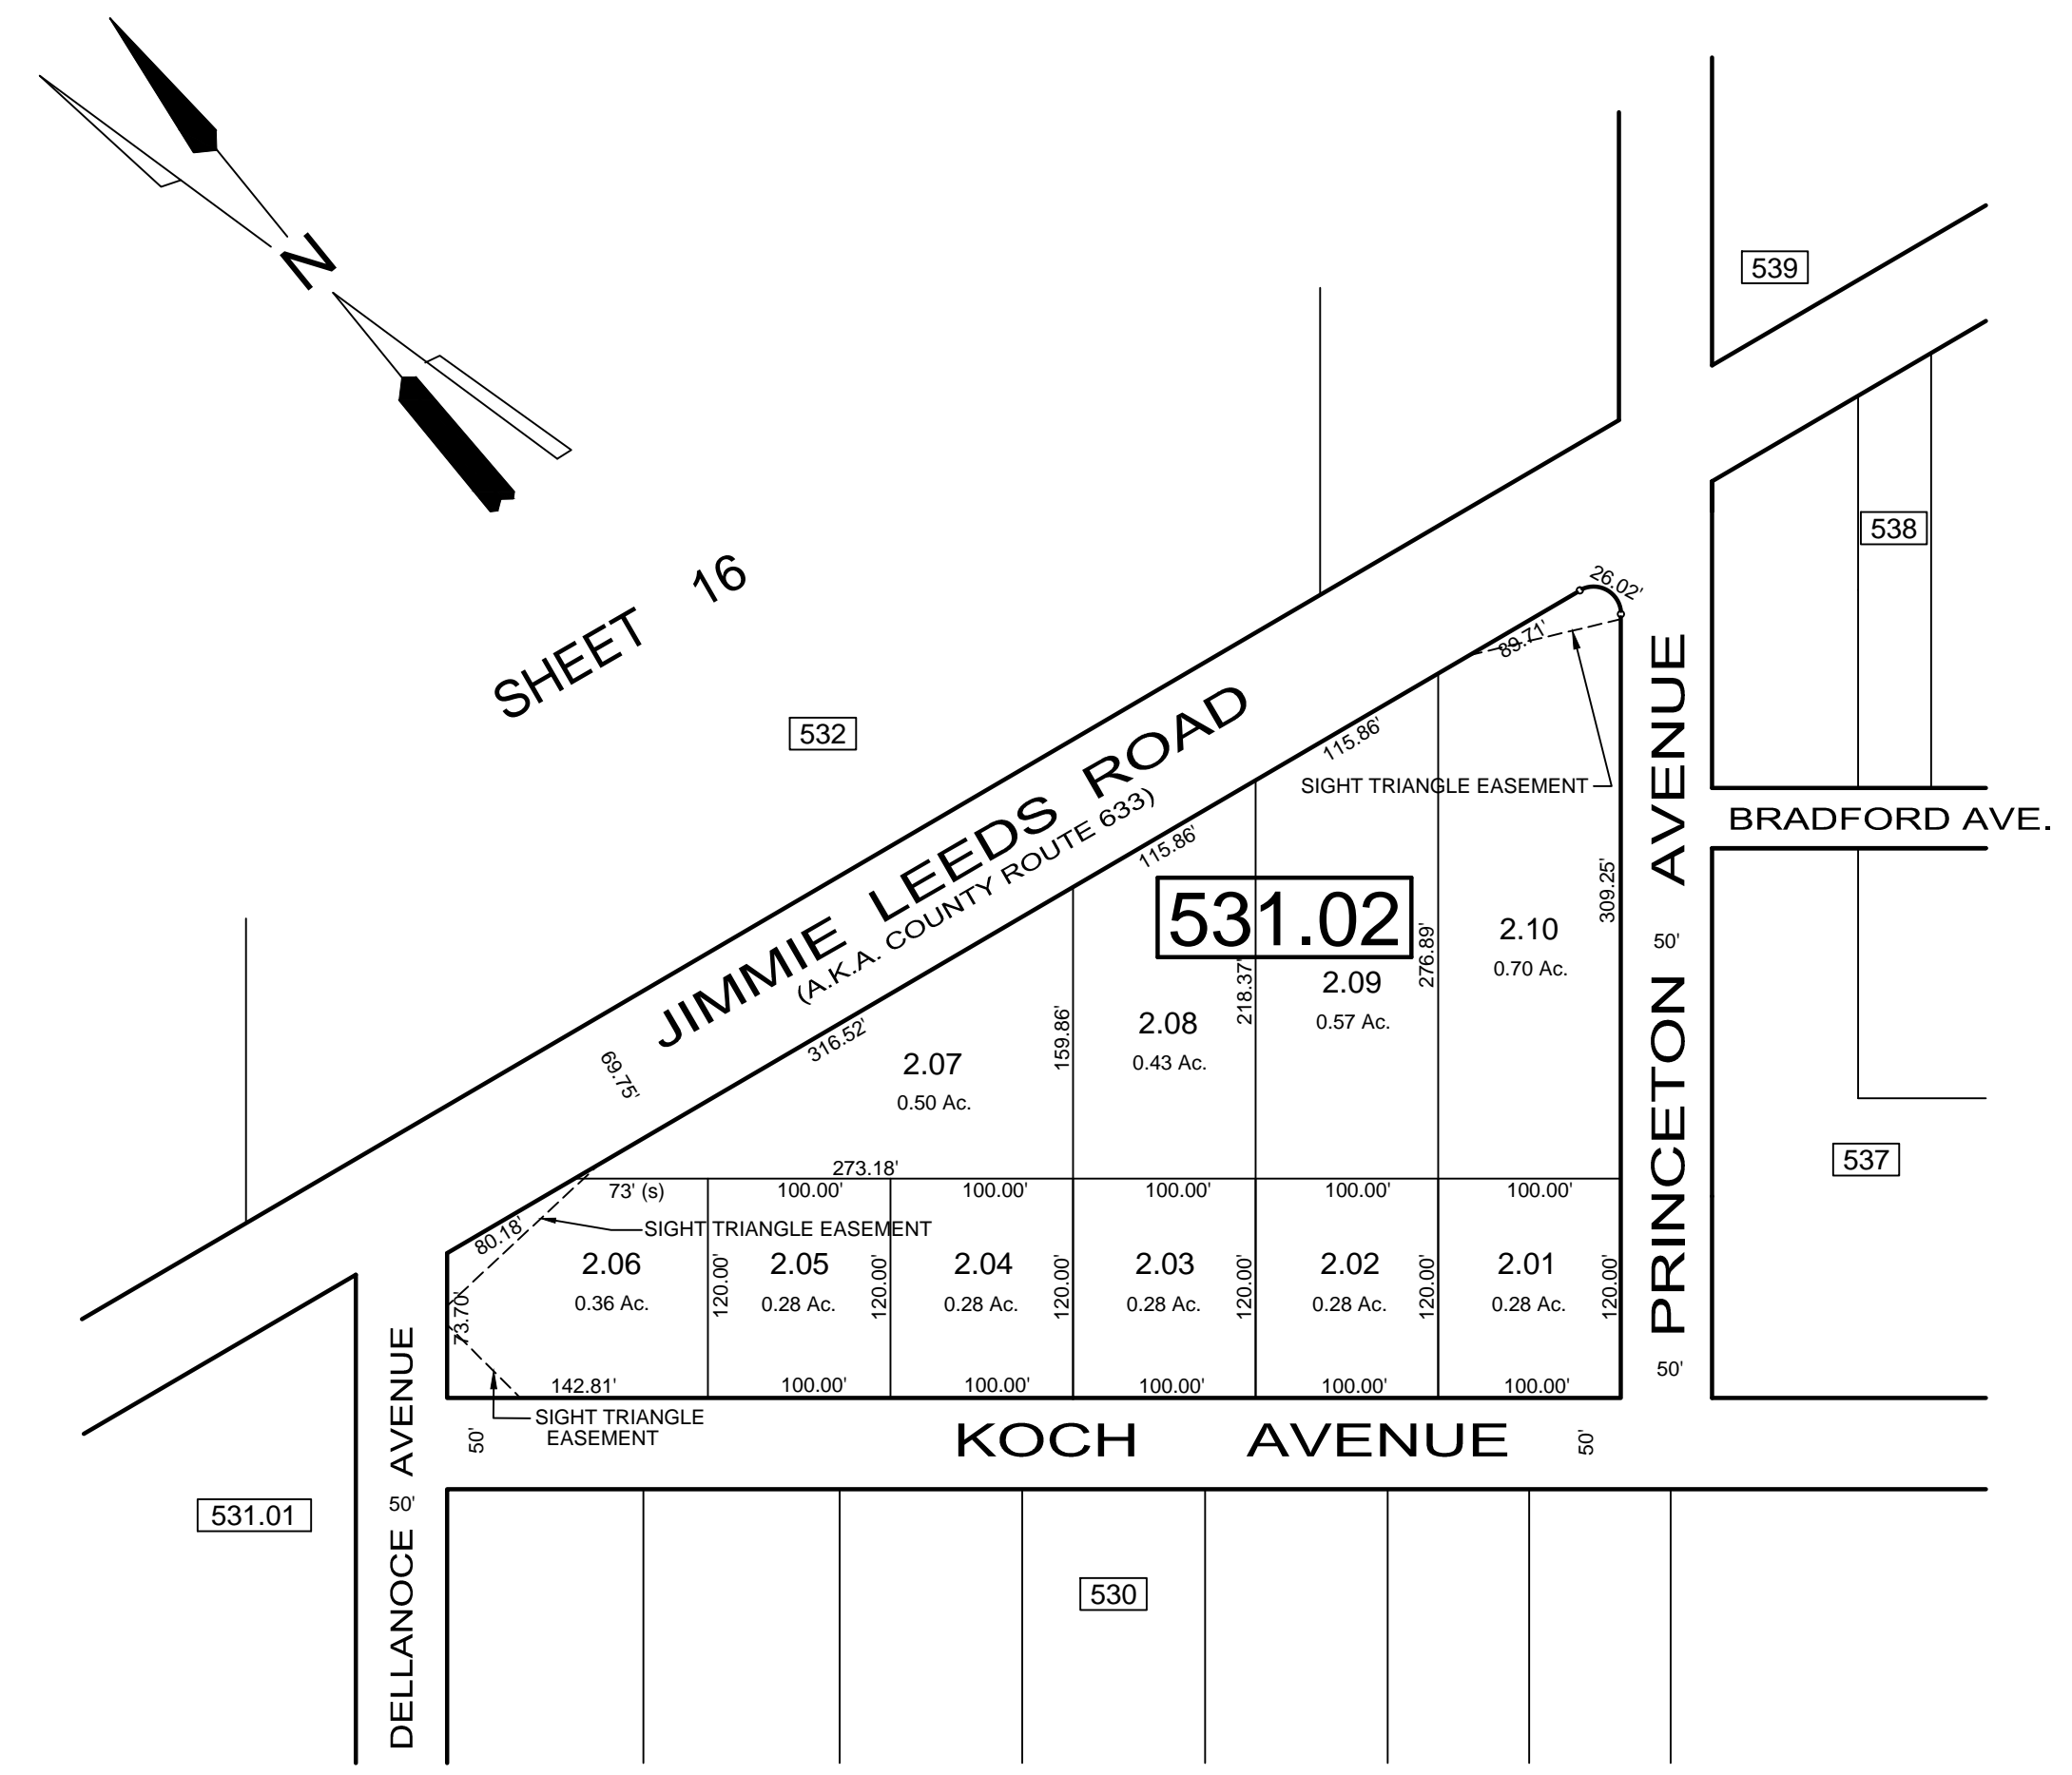 N
539
538
SHEET 16
26.02'
89.71'
532
JIMMIE LEEDS ROAD
(A.K.A. COUNTY ROUTE 633)
115.86'
SIGHT TRIANGLE EASEMENT
115.86'
BRADFORD AVE.
531.02
PRINCETON 50' AVENUE
309.25'
2.10
0.70 Ac.
276.89'
2.09
0.57 Ac.
218.37'
2.08
0.43 Ac.
159.86'
316.52'
2.07
0.50 Ac.
69.75'
537
273.18'
73' (s)
100.00'
100.00'
100.00'
100.00'
100.00'
80.18'
SIGHT TRIANGLE EASEMENT
73.70'
2.06
0.36 Ac.
120.00'
2.05
0.28 Ac.
120.00'
2.04
0.28 Ac.
120.00'
2.03
0.28 Ac.
120.00'
2.02
0.28 Ac.
120.00'
2.01
0.28 Ac.
120.00'
50'
142.81'
100.00'
100.00'
100.00'
100.00'
100.00'
SIGHT TRIANGLE
EASEMENT
50'
KOCH AVENUE
50'
DELLANOCE 50' AVENUE
531.01
530